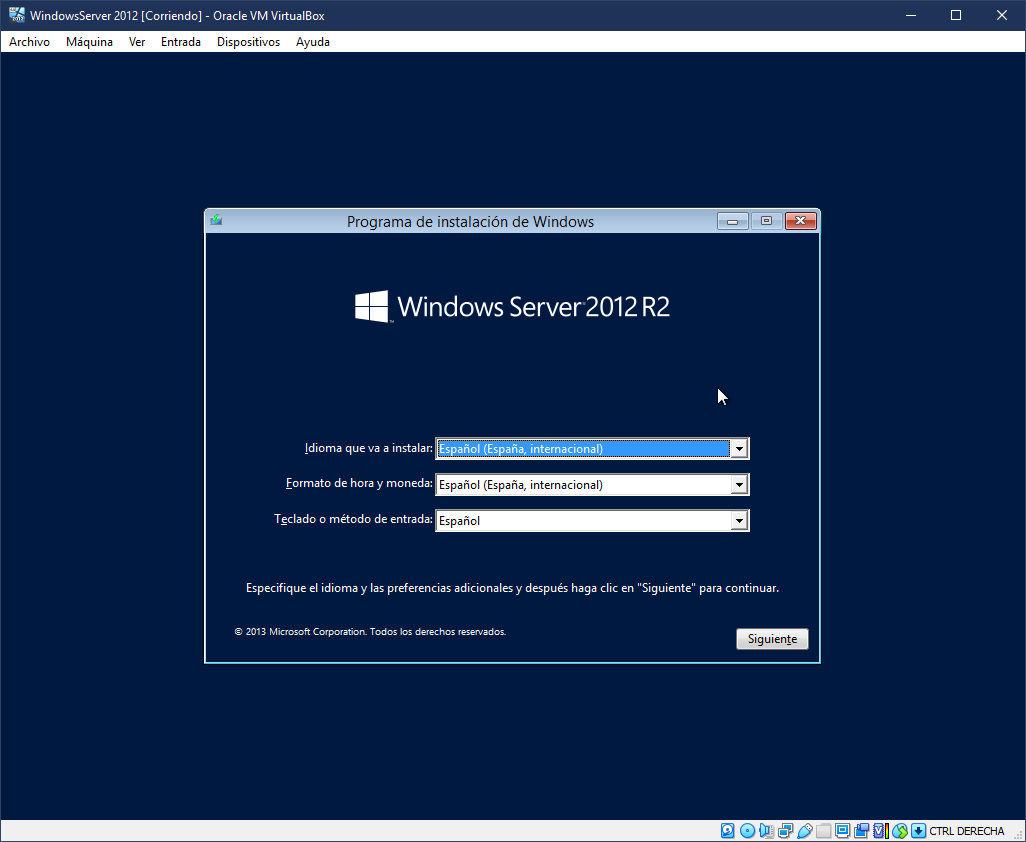 WindowsServer 2012 [Corriendo] - Oracle VM VirtualBox
Archivo Máquina Ver Entrada Dispositivos Ayuda
Programa de instalación de Windows
Windows Server 2012 R2
Idioma que va a instalar: Español (España, internacional)
Formato de hora y moneda: Español (España, internacional)
Teclado o método de entrada: Español
Especifique el idioma y las preferencias adicionales y después haga clic en "Siguiente" para continuar.
© 2013 Microsoft Corporation. Todos los derechos reservados.
Siguiente
CTRL DERECHA